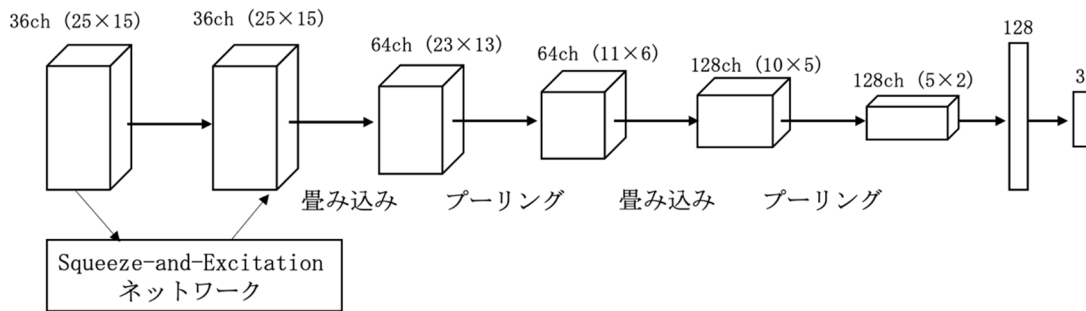 36ch (25×15)
36ch (25×15)
64ch (23×13)
64ch (11×6)
128ch (10×5)
128ch (5×2)
128
3
畳み込み
プーリング
畳み込み
プーリング
Squeeze-and-Excitation
ネットワーク